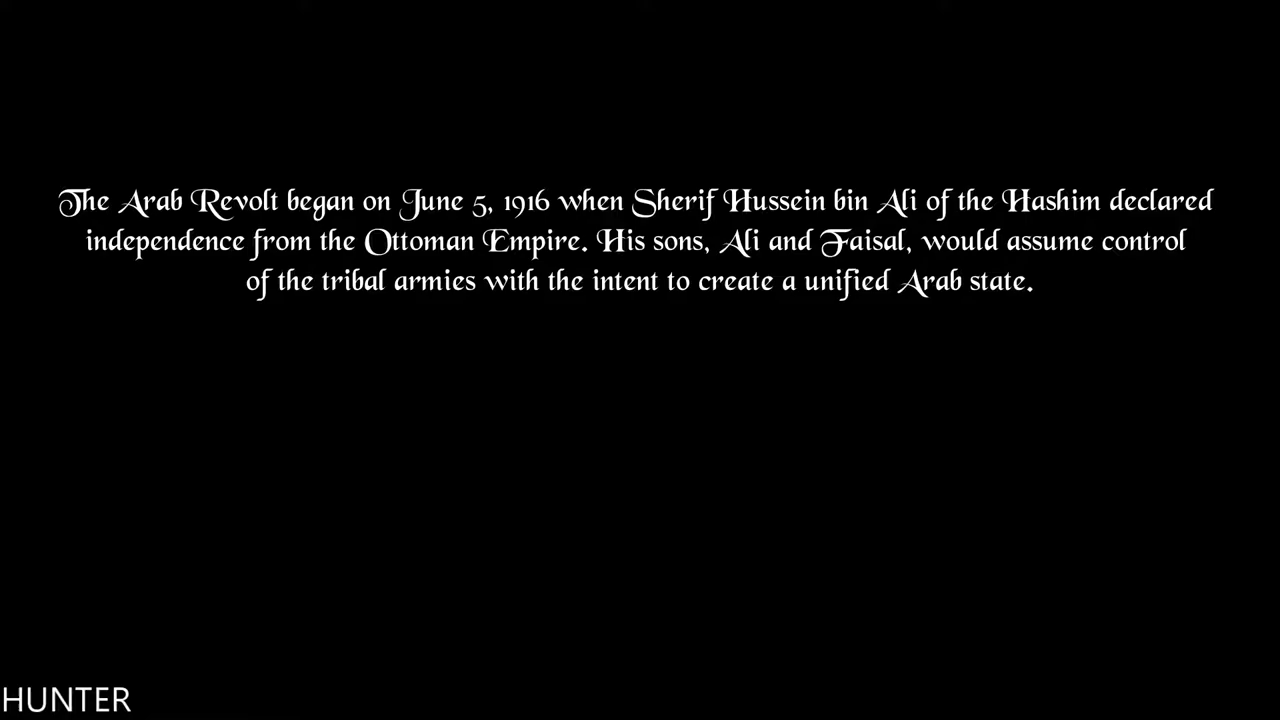 The Arab Revolt began on June 5, 1916 when Sherif Hussein bin Ali of the Hashim declared
independence from the Ottoman Empire. His sons, Ali and Faisal, would assume control
of the tribal armies with the intent to create a unified Arab state.
HUNTER